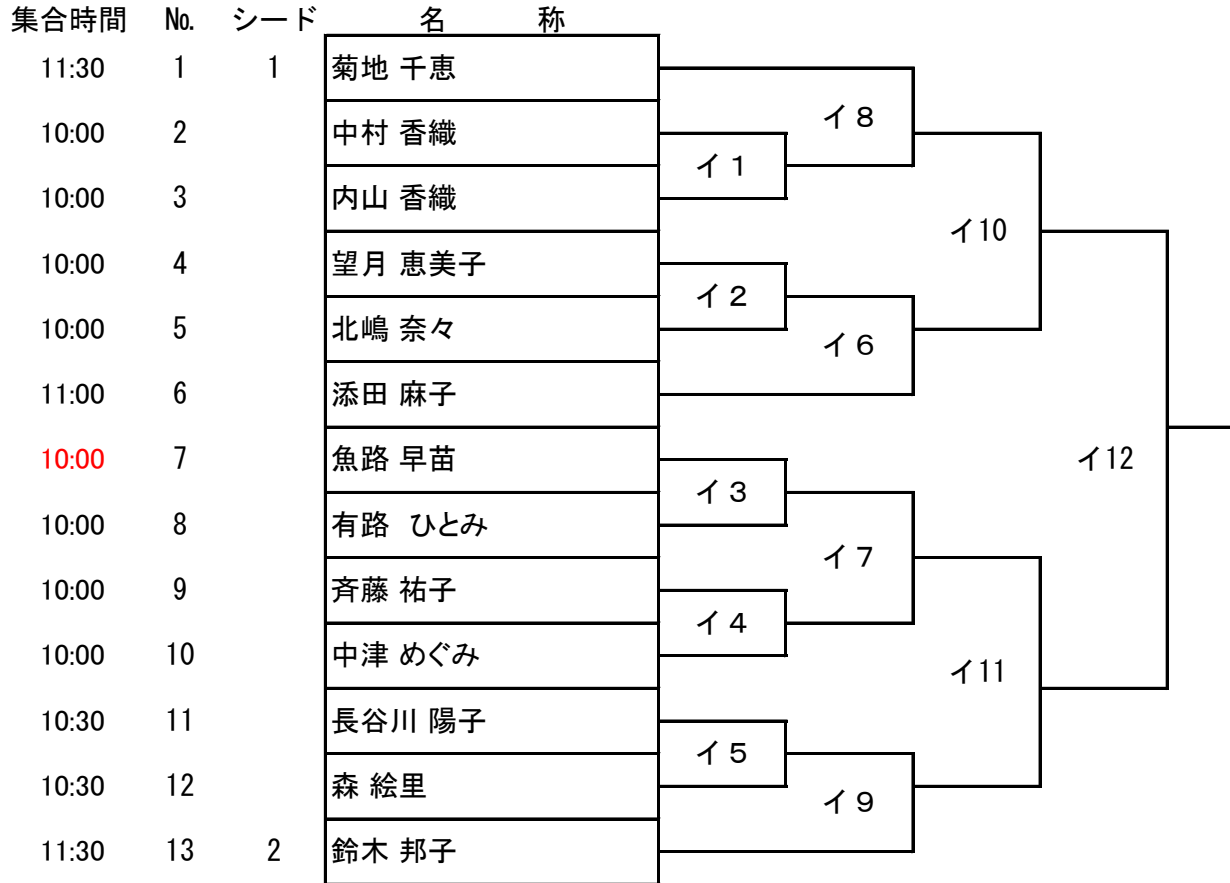 集合時間 № シード 名 称
11:30 1 1 菊地 千恵
イ８
10:00 2 中村 香織
イ１
10:00 3 内山 香織
イ10
10:00 4 望月 恵美子
イ２
10:00 5 北嶋 奈々
イ６
11:00 6 添田 麻子
10:00 7 魚路 早苗
イ12
イ３
10:00 8 有路 ひとみ
イ７
10:00 9 斉藤 祐子
イ４
10:00 10 中津 めぐみ
イ11
10:30 11 長谷川 陽子
イ５
10:30 12 森 絵里
イ９
11:30 13 2 鈴木 邦子